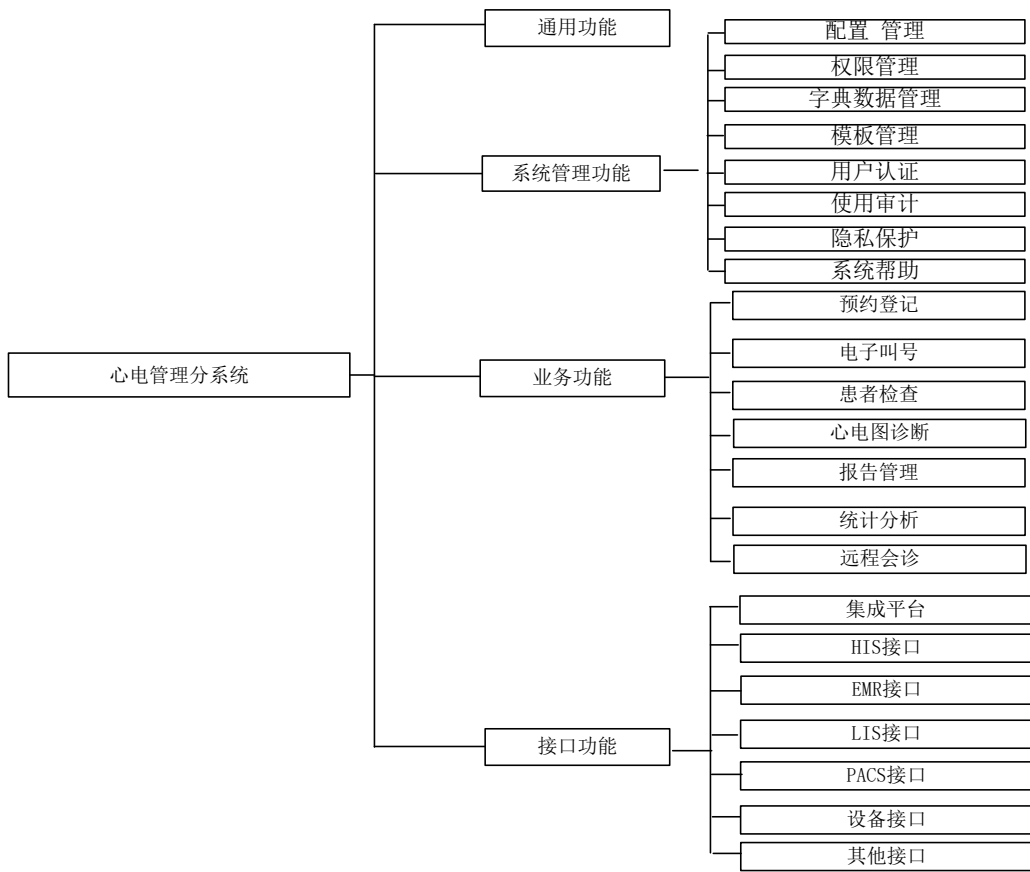 通用功能
配置 管理
权限管理
字典数据管理
模板管理
系统管理功能
用户认证
使用审计
隐私保护
系统帮助
预约登记
电子叫号
心电管理分系统
业务功能
患者检查
心电图诊断
报告管理
统计分析
远程会诊
集成平台
HIS接口
EMR接口
接口功能
LIS接口
PACS接口
设备接口
其他接口